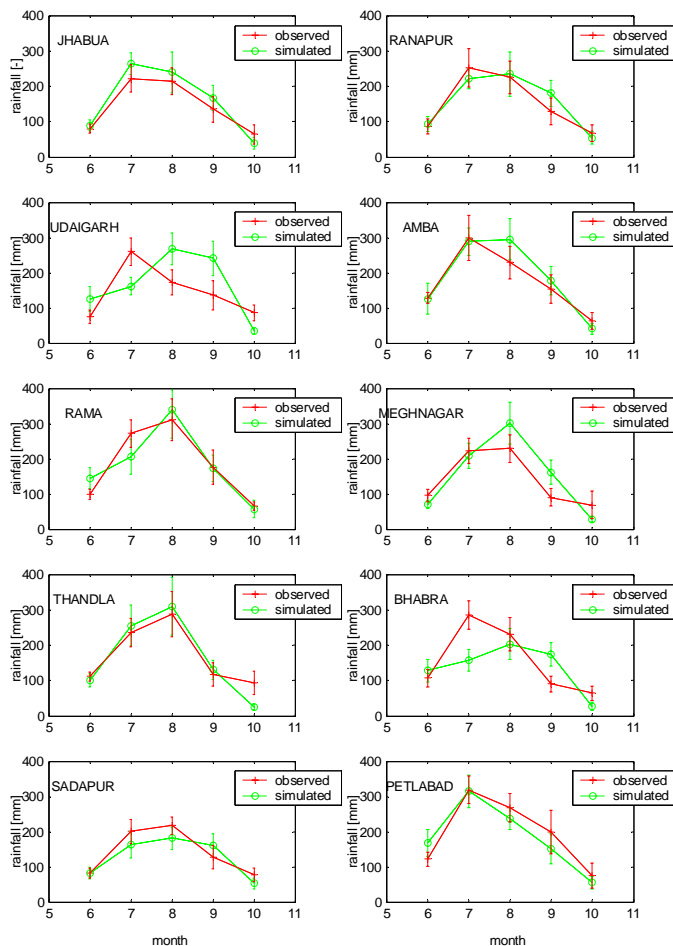 400
300
200
100
0
rainfall [-]
JHABUA
observed
simulated
5 6 7 8 9 10 11
400
300
200
100
0
rainfall [mm]
RANAPUR
observed
simulated
5 6 7 8 9 10 11
400
300
200
100
0
rainfall [mm]
UDAIGARH
observed
simulated
5 6 7 8 9 10 11
400
300
200
100
0
rainfall [mm]
AMBA
observed
simulated
5 6 7 8 9 10 11
400
300
200
100
0
rainfall [mm]
RAMA
observed
simulated
5 6 7 8 9 10 11
400
300
200
100
0
rainfall [mm]
MEGHNAGAR
observed
simulated
5 6 7 8 9 10 11
400
300
200
100
0
rainfall [mm]
THANDLA
observed
simulated
5 6 7 8 9 10 11
400
300
200
100
0
rainfall [mm]
BHABRA
observed
simulated
5 6 7 8 9 10 11
400
300
200
100
0
rainfall [mm]
SADAPUR
observed
simulated
5 6 7 8 9 10 11
month
400
300
200
100
0
rainfall [mm]
PETLABAD
observed
simulated
5 6 7 8 9 10 11
month